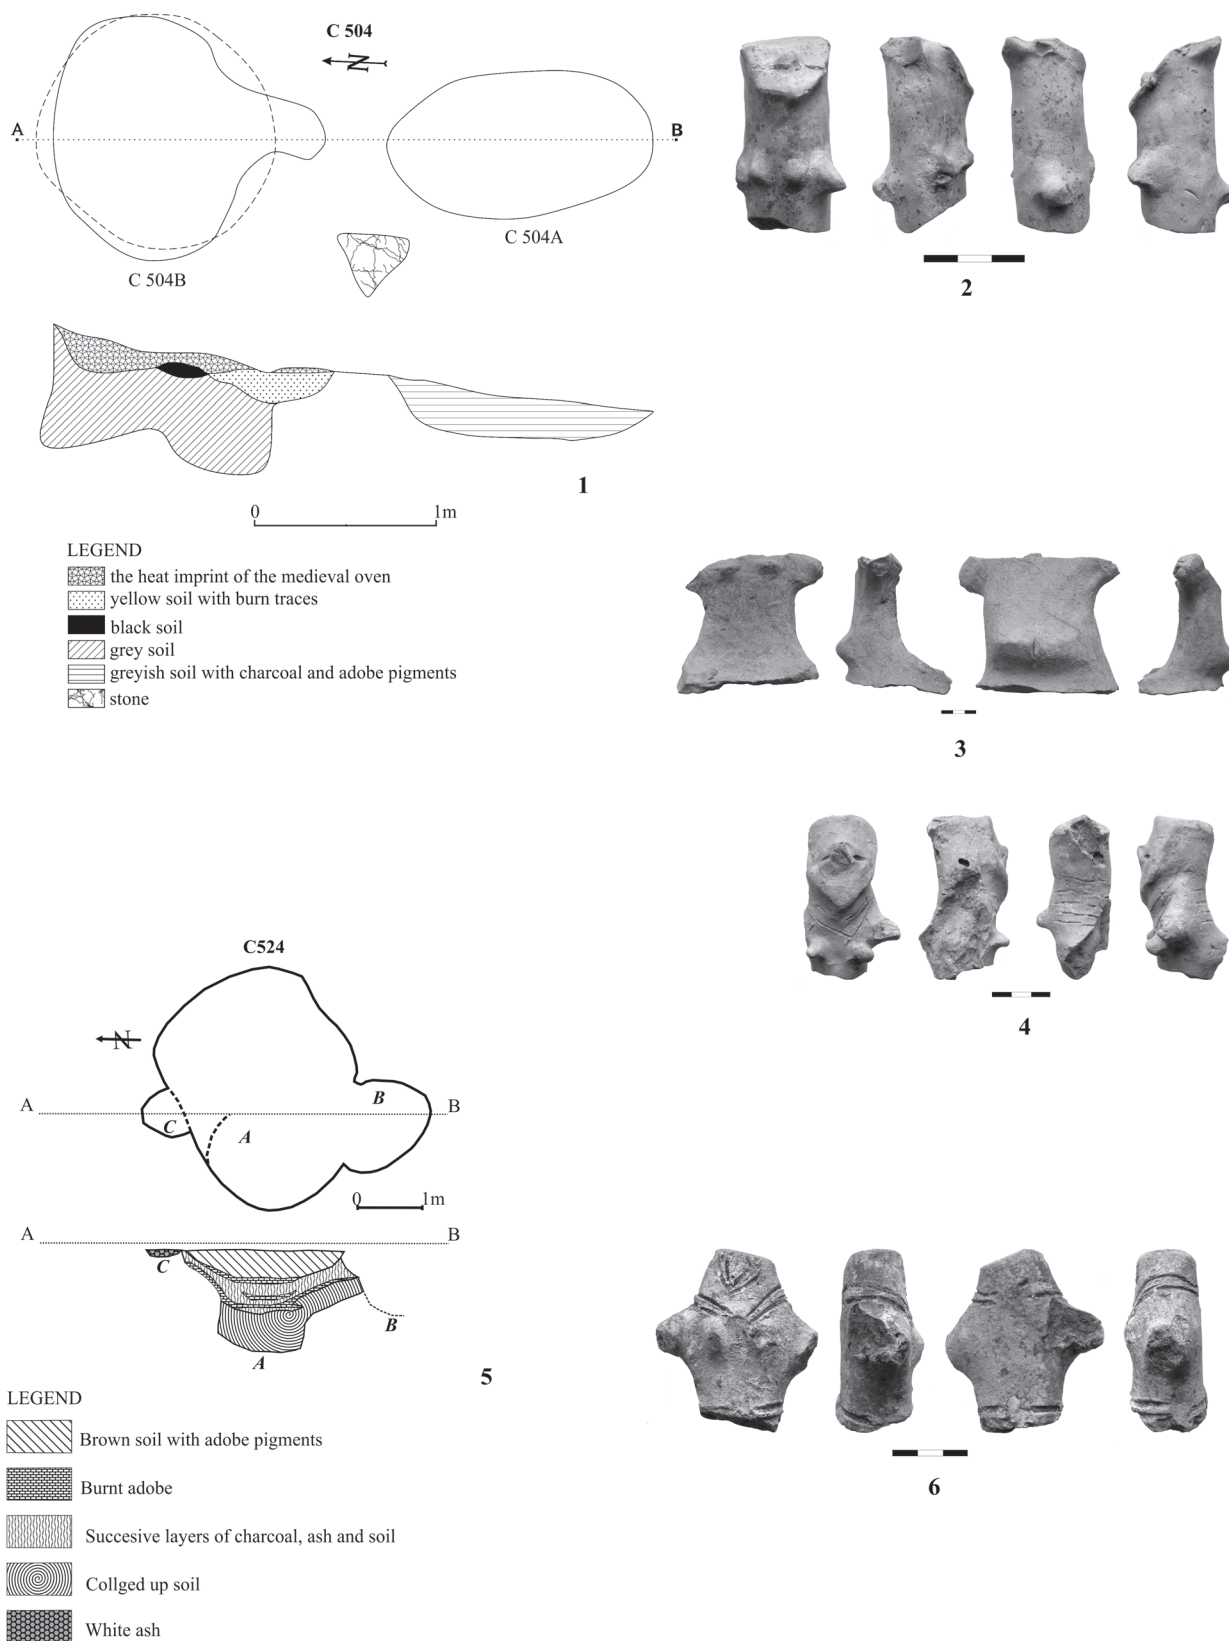 C 504
N
A
B
C 504B
C 504A
1
0
1m
LEGEND
the heat imprint of the medieval oven
yellow soil with burn traces
black soil
grey soil
greyish soil with charcoal and adobe pigments
stone
2
3
4
C524
N
A
B
B
C
A
0
1m
A
B
C
B
A
5
LEGEND
Brown soil with adobe pigments
Burnt adobe
Succesive layers of charcoal, ash and soil
Collged up soil
White ash
6